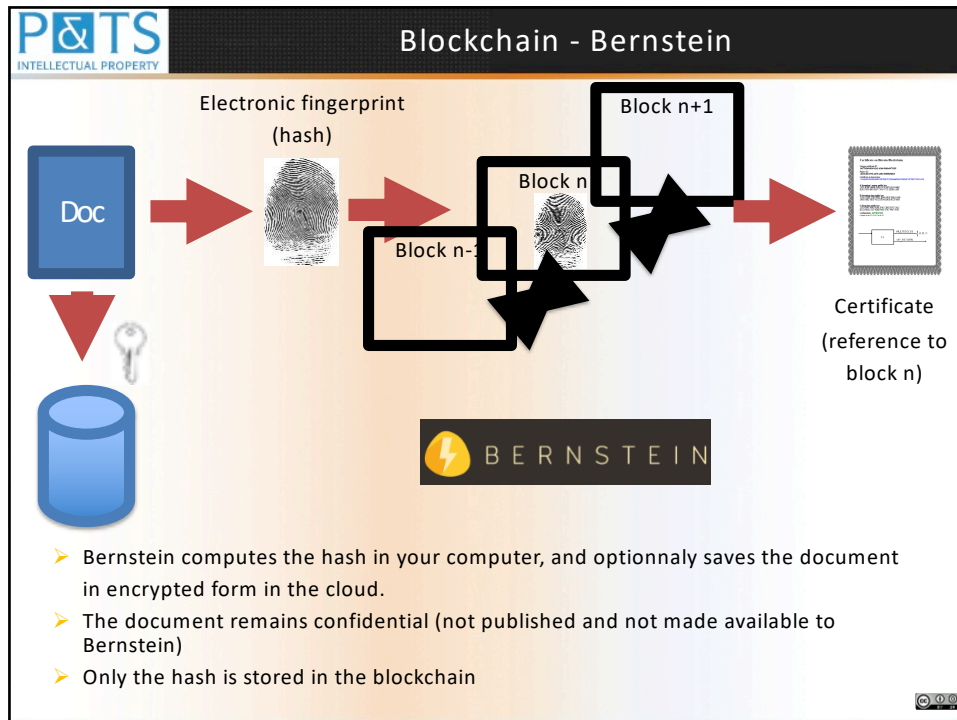 P&TS
INTELLECTUAL PROPERTY
Blockchain - Bernstein
Electronic fingerprint
(hash)
Block n+1
Doc
Block n
Block n-1
Certificate
(reference to
block n)
BERNSTEIN
➢ Bernstein computes the hash in your computer, and optionnaly saves the document
in encrypted form in the cloud.
➢ The document remains confidential (not published and not made available to
Bernstein)
➢ Only the hash is stored in the blockchain